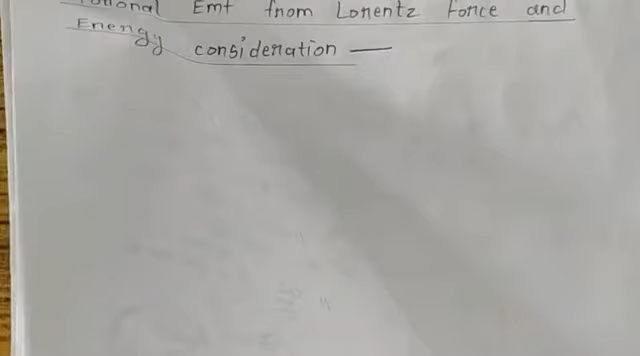 Emf from Lorentz Force and
Energy consideration —